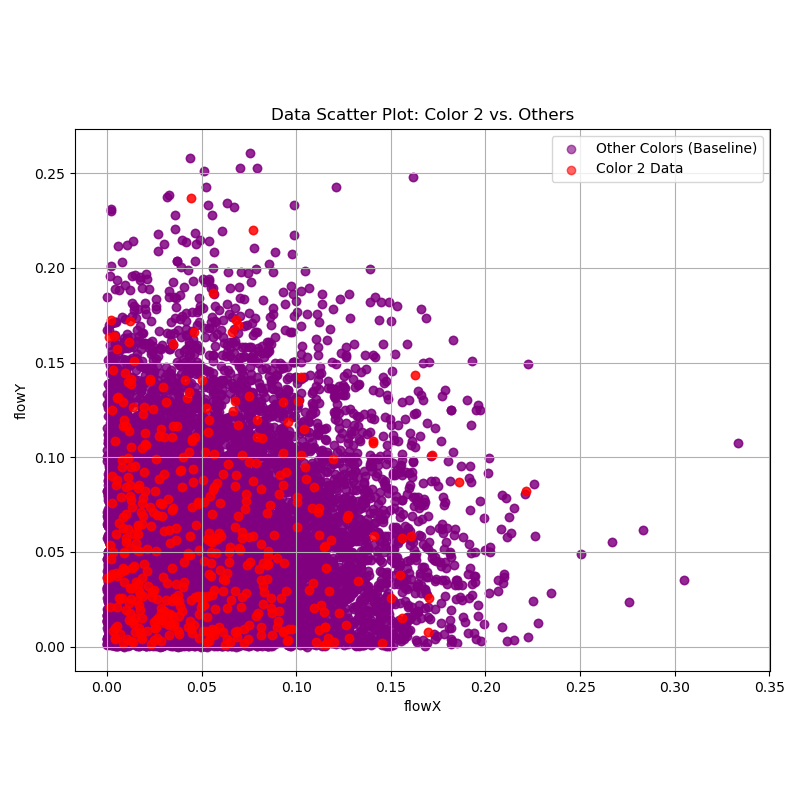 Data Scatter Plot: Color 2 vs. Others
Other Colors (Baseline)
Color 2 Data
flowY
0.25
0.20
0.15
0.10
0.05
0.00
0.00 0.05 0.10 0.15 0.20 0.25 0.30 0.35
flowX